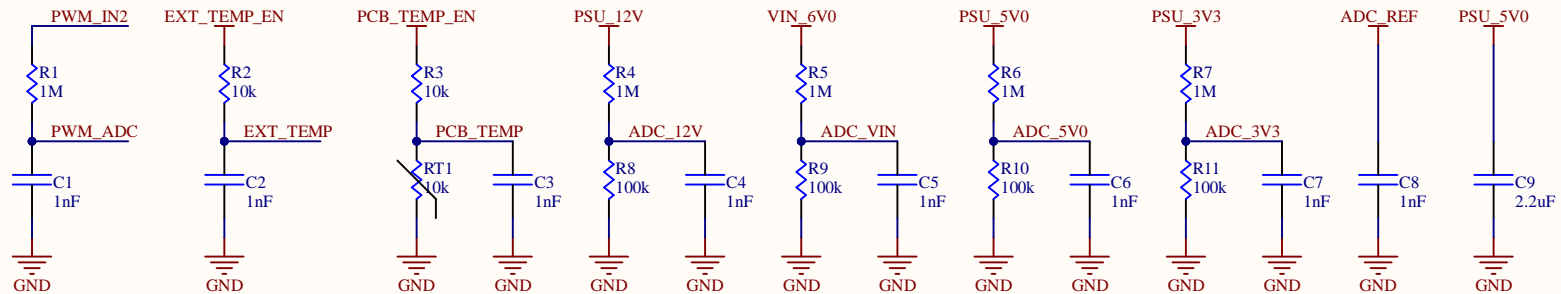 PWM_IN2 EXT_TEMP_EN PCB_TEMP_EN PSU_12V VIN_6V0 PSU_5V0 PSU_3V3 ADC_REF PSU_5V0
R1 R2 R3 R4 R5 R6 R7
1M 10k 10k 1M 1M 1M 1M
PWM_ADC EXT_TEMP PCB_TEMP ADC_12V ADC_VIN ADC_5V0 ADC_3V3
RT1 R8 R9 R10 R11
C1 C2 10k C3 100k C4 100k C5 100k C6 100k C7 C8 C9
1nF 1nF 1nF 1nF 1nF 1nF 1nF 1nF 2.2uF
GND GND GND GND GND GND GND GND GND GND GND GND GND GND